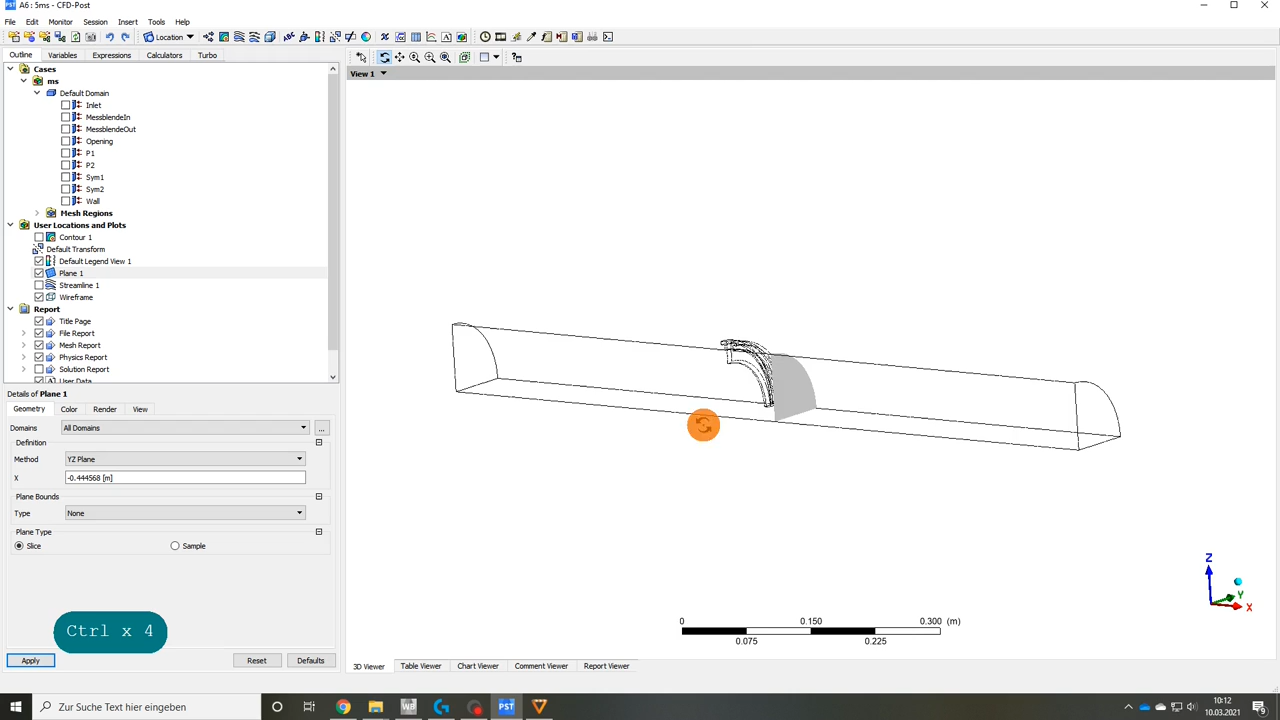 A6 : 5ms - CFD-Post
File Edit Monitor Session Insert Tools Help
Location
Outline Variables Expressions Calculators Turbo
Cases
ms
Default Domain
Inlet
MessblendeIn
MessblendeOut
Opening
P1
P2
Sym1
Sym2
Wall
Mesh Regions
User Locations and Plots
Contour 1
Default Transform
Default Legend View 1
Plane 1
Streamline 1
Wireframe
Report
Title Page
File Report
Mesh Report
Physics Report
Solution Report
User Data
Details of Plane 1
Geometry Color Render View
Domains All Domains ...
Definition
Method YZ Plane
X -0.444568 [m]
Plane Bounds
Type None
Plane Type
Slice Sample
Ctrl x 4
Apply Reset Defaults
View 1
Z
Y
X
0 0.150 0.300 (m)
0.075 0.225
3D Viewer Table Viewer Chart Viewer Comment Viewer Report Viewer
Zur Suche Text hier eingeben
WB
PST
10:12
10.03.2021
9